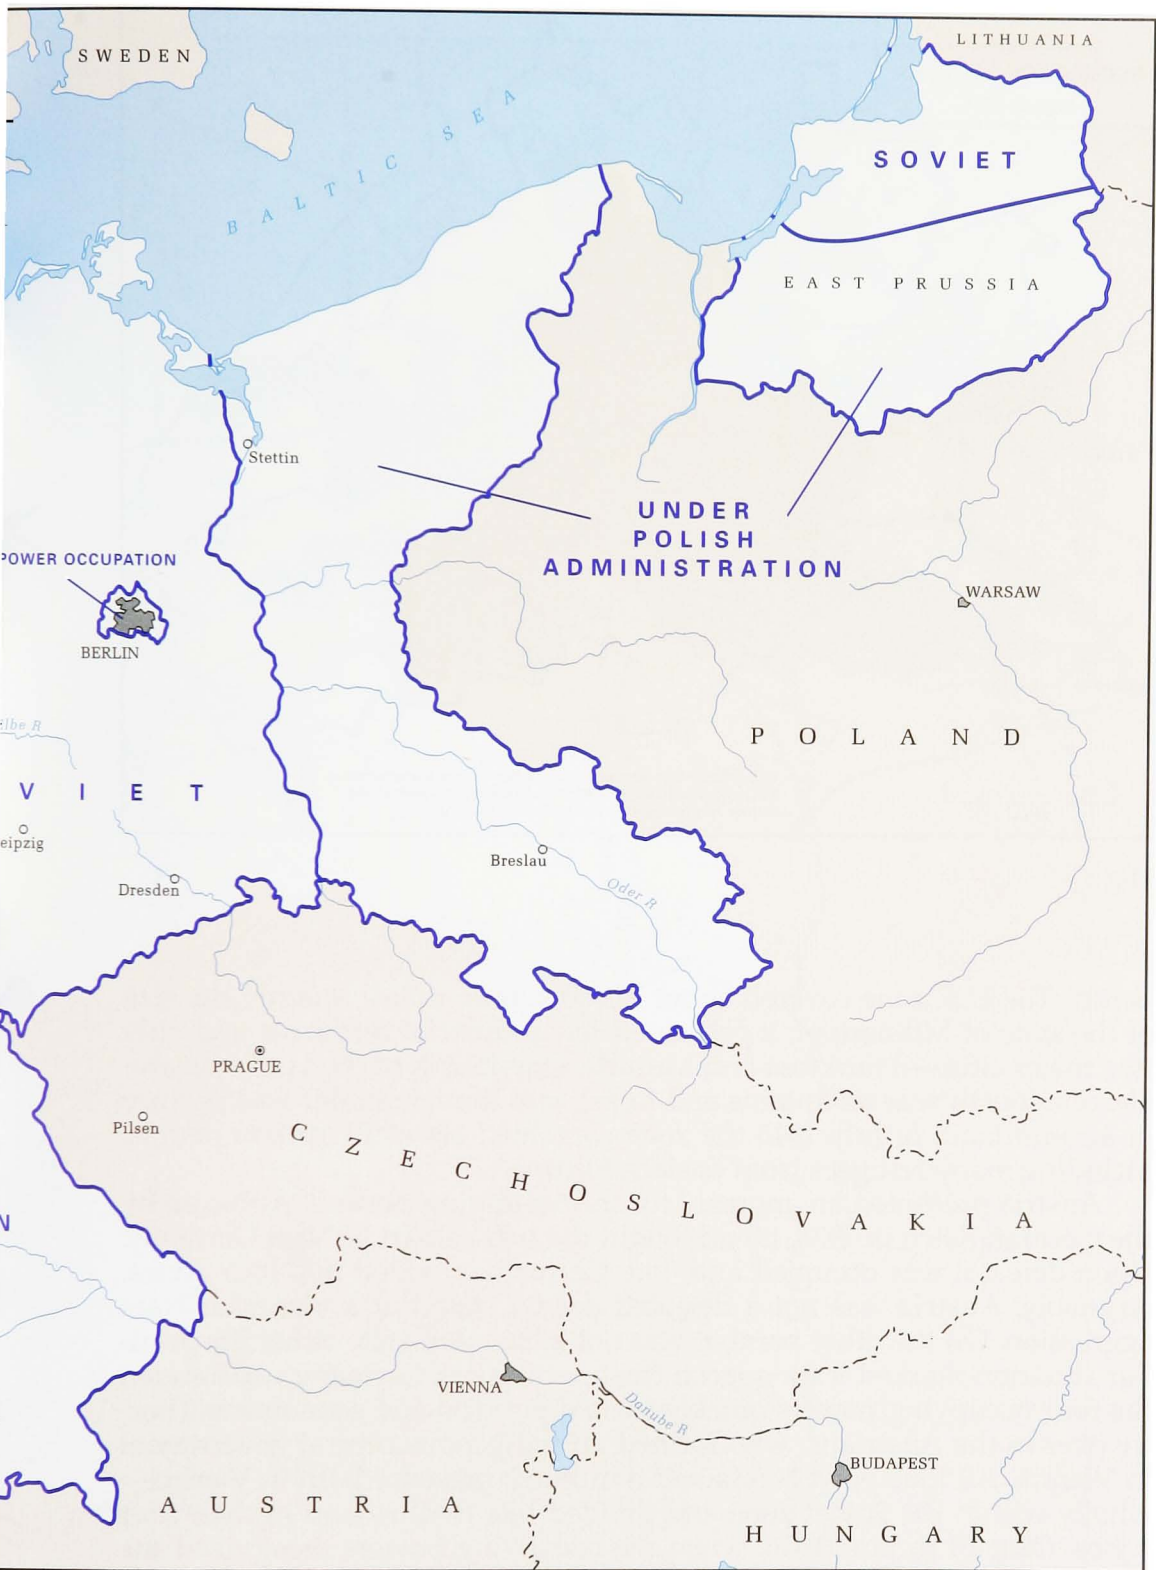 SWEDEN
LITHUANIA
BALTIC SEA
SOVIET
EAST PRUSSIA
Stettin
UNDER
POLISH
ADMINISTRATION
POWER OCCUPATION
WARSAW
BERLIN
Elbe R
POLAND
VIET
eipzig
Breslau
Dresden
Oder R
PRAGUE
Pilsen
CZECHOSLOVAKIA
N
VIENNA
Danube R
BUDAPEST
AUSTRIA
HUNGARY